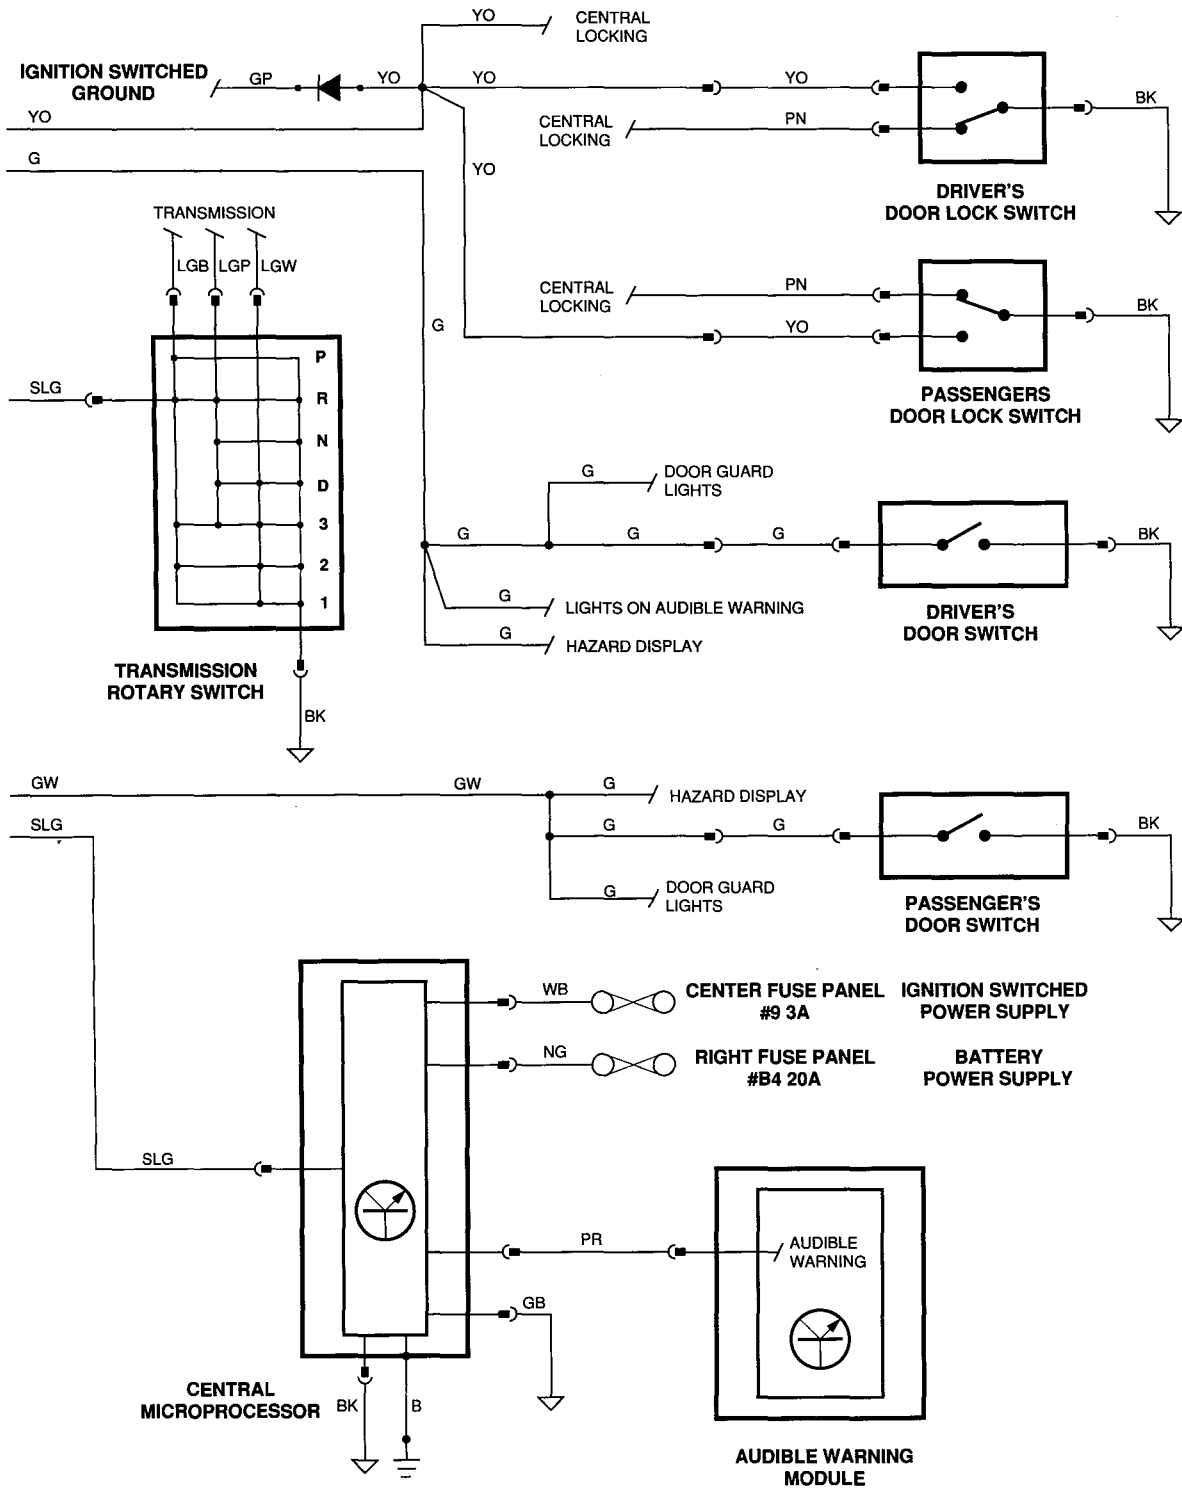 YO
CENTRAL
LOCKING
IGNITION SWITCHED
GROUND
GP
YO
YO
YO
YO
CENTRAL
LOCKING
PN
BK
G
YO
DRIVER'S
DOOR LOCK SWITCH
TRANSMISSION
LGB
LGP
LGW
CENTRAL
LOCKING
PN
BK
G
YO
P
SLG
R
PASSENGERS
DOOR LOCK SWITCH
N
G
DOOR GUARD
LIGHTS
D
3
G
G
G
BK
2
1
G
LIGHTS ON AUDIBLE WARNING
DRIVER'S
DOOR SWITCH
G
HAZARD DISPLAY
TRANSMISSION
ROTARY SWITCH
BK
GW
GW
G
HAZARD DISPLAY
SLG
G
G
BK
G
DOOR GUARD
LIGHTS
PASSENGER'S
DOOR SWITCH
WB
CENTER FUSE PANEL
#9 3A
IGNITION SWITCHED
POWER SUPPLY
NG
RIGHT FUSE PANEL
#B4 20A
BATTERY
POWER SUPPLY
SLG
PR
AUDIBLE
WARNING
GB
CENTRAL
MICROPROCESSOR
BK
B
AUDIBLE WARNING
MODULE